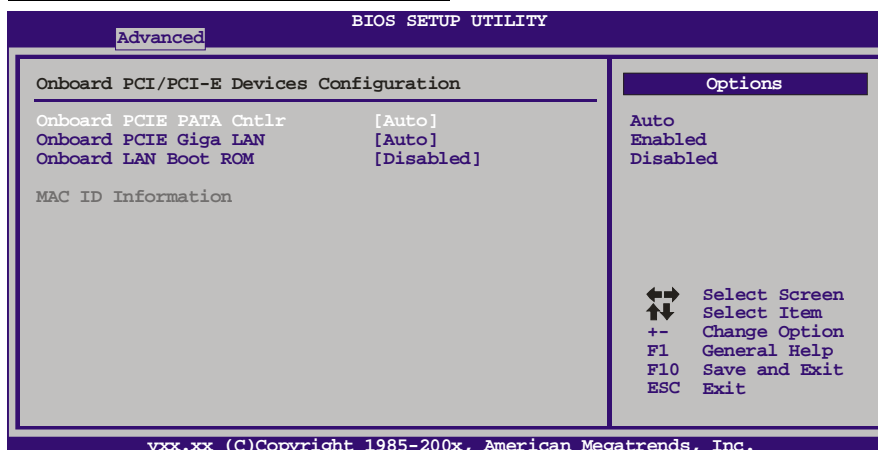 BIOS SETUP UTILITY
Advanced
Onboard PCI/PCI-E Devices Configuration
Onboard PCIE PATA Cntlr [Auto]
Onboard PCIE Giga LAN [Auto]
Onboard LAN Boot ROM [Disabled]
MAC ID Information
Options
Auto
Enabled
Disabled
Select Screen
Select Item
+- Change Option
F1 General Help
F10 Save and Exit
ESC Exit
vxx.xx (C)Copyright 1985-200x, American Megatrends, Inc.